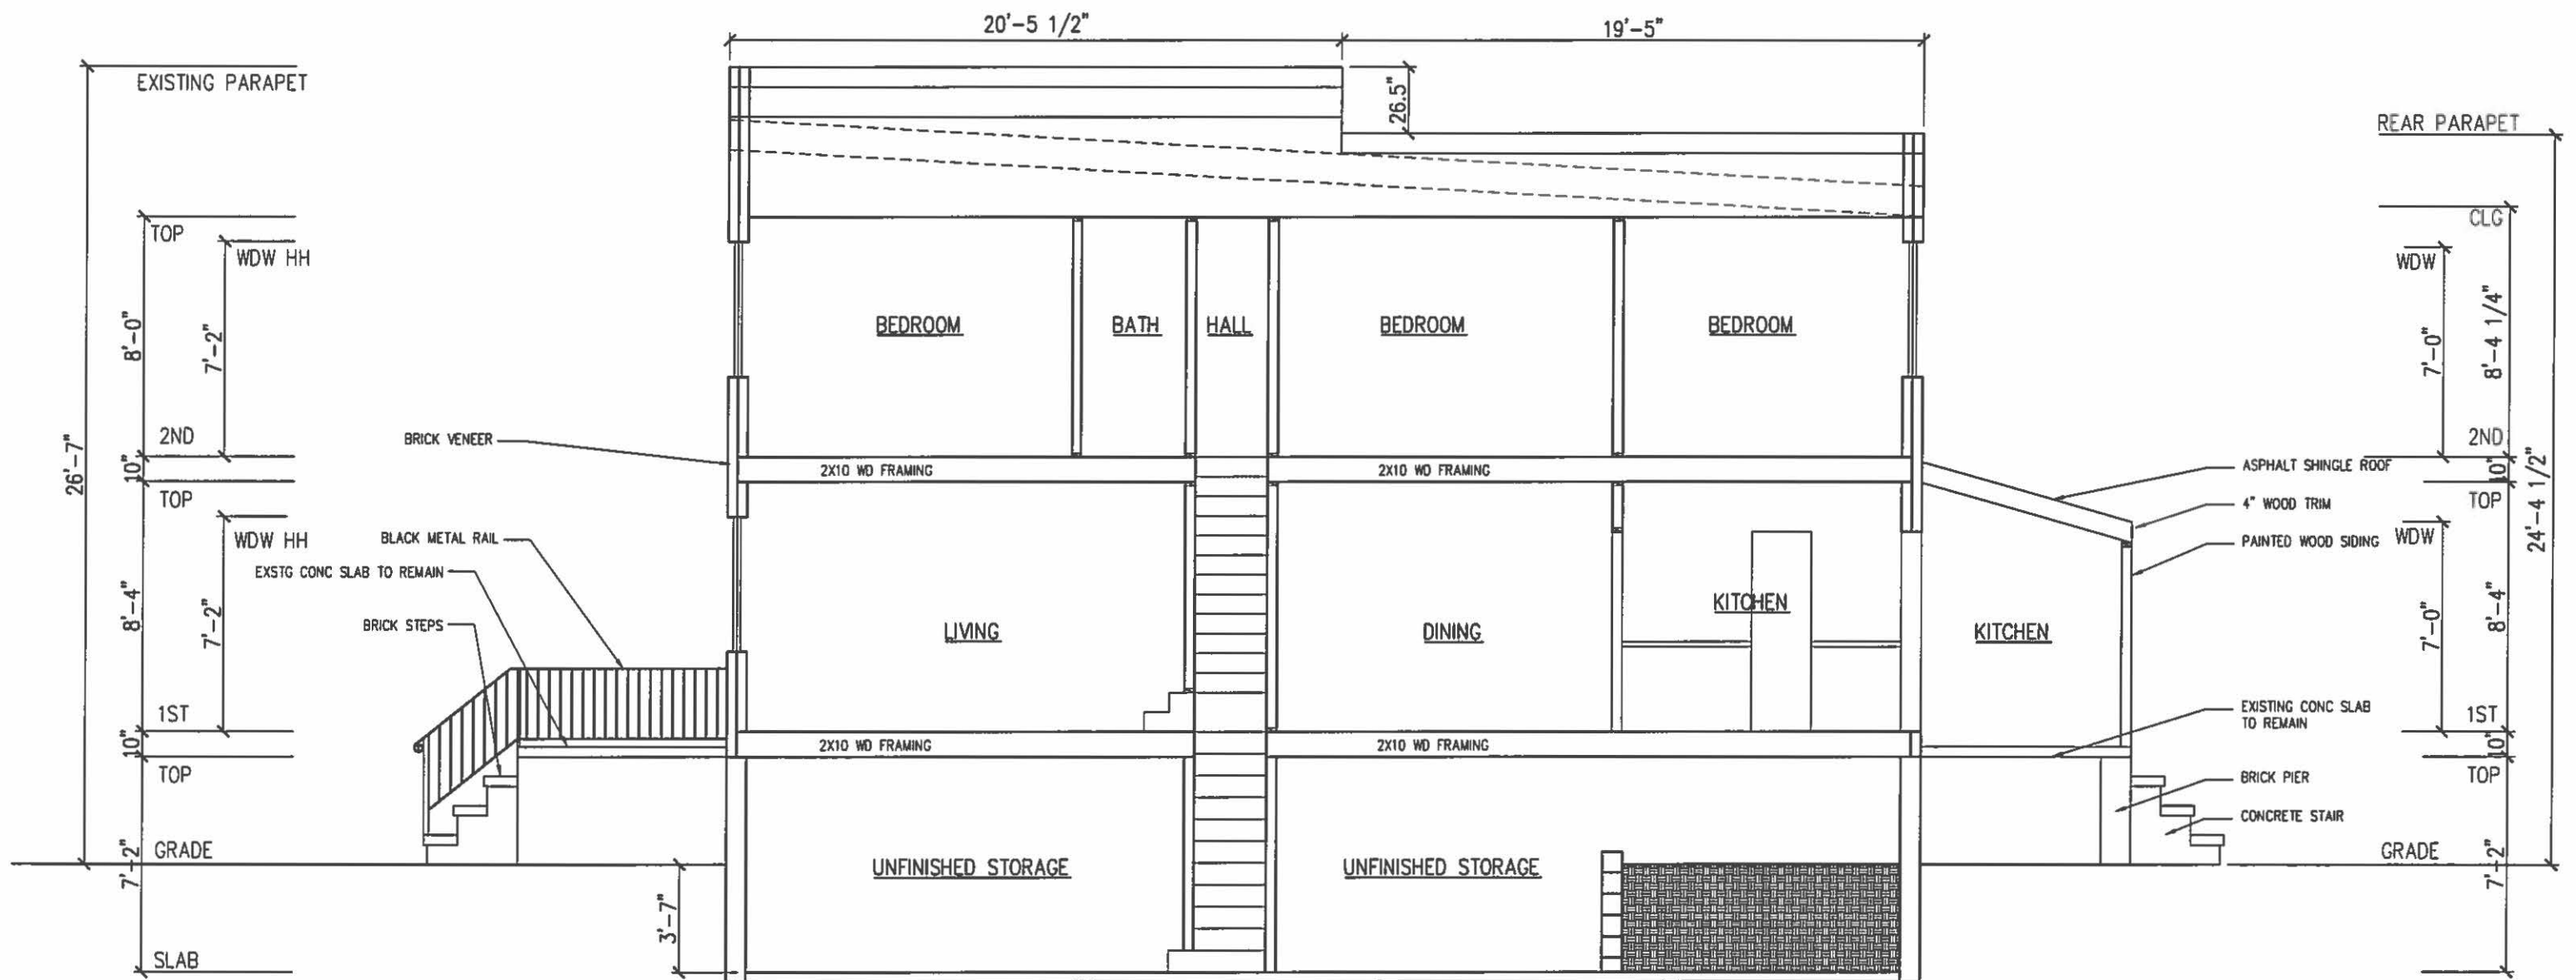 20'-5 1/2"
19'-5"
EXISTING PARAPET
26.5"
REAR PARAPET
TOP
WDW HH
CLG
WDW
8'-0"
7'-2"
BEDROOM
BATH
HALL
BEDROOM
BEDROOM
7'-0"
8'-4 1/4"
2ND
BRICK VENEER
2ND
26'-7"
10"
2X10 WD FRAMING
2X10 WD FRAMING
ASPHALT SHINGLE ROOF
10"
TOP
TOP
4" WOOD TRIM
24'-4 1/2"
WDW HH
BLACK METAL RAIL
PAINTED WOOD SIDING
WDW
EXSTG CONC SLAB TO REMAIN
8'-4"
7'-2"
BRICK STEPS
LIVING
DINING
KITCHEN
KITCHEN
7'-0"
8'-4"
1ST
EXISTING CONC SLAB
TO REMAIN
1ST
10"
2X10 WD FRAMING
2X10 WD FRAMING
10"
TOP
BRICK PIER
TOP
CONCRETE STAIR
GRADE
GRADE
7'-2"
UNFINISHED STORAGE
UNFINISHED STORAGE
7'-2"
3'-7"
SLAB